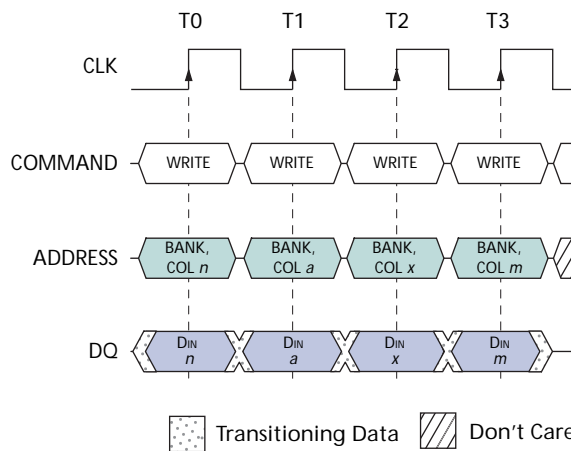 T0 T1 T2 T3
CLK
COMMAND WRITE WRITE WRITE WRITE
ADDRESS BANK, COL n BANK, COL a BANK, COL x BANK, COL m
DQ DIN n DIN a DIN x DIN m
Transitioning Data Don't Care